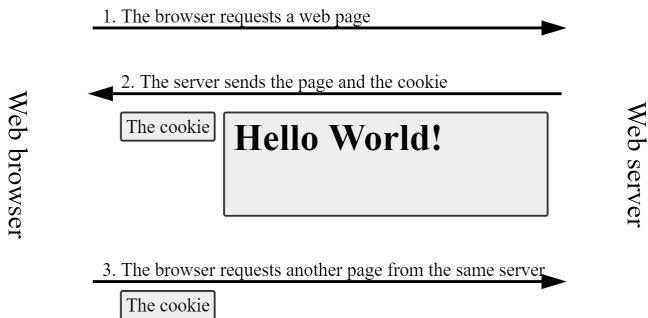 1. The browser requests a web page
2. The server sends the page and the cookie
The cookie
Hello World!
Web browser
Web server
3. The browser requests another page from the same server
The cookie